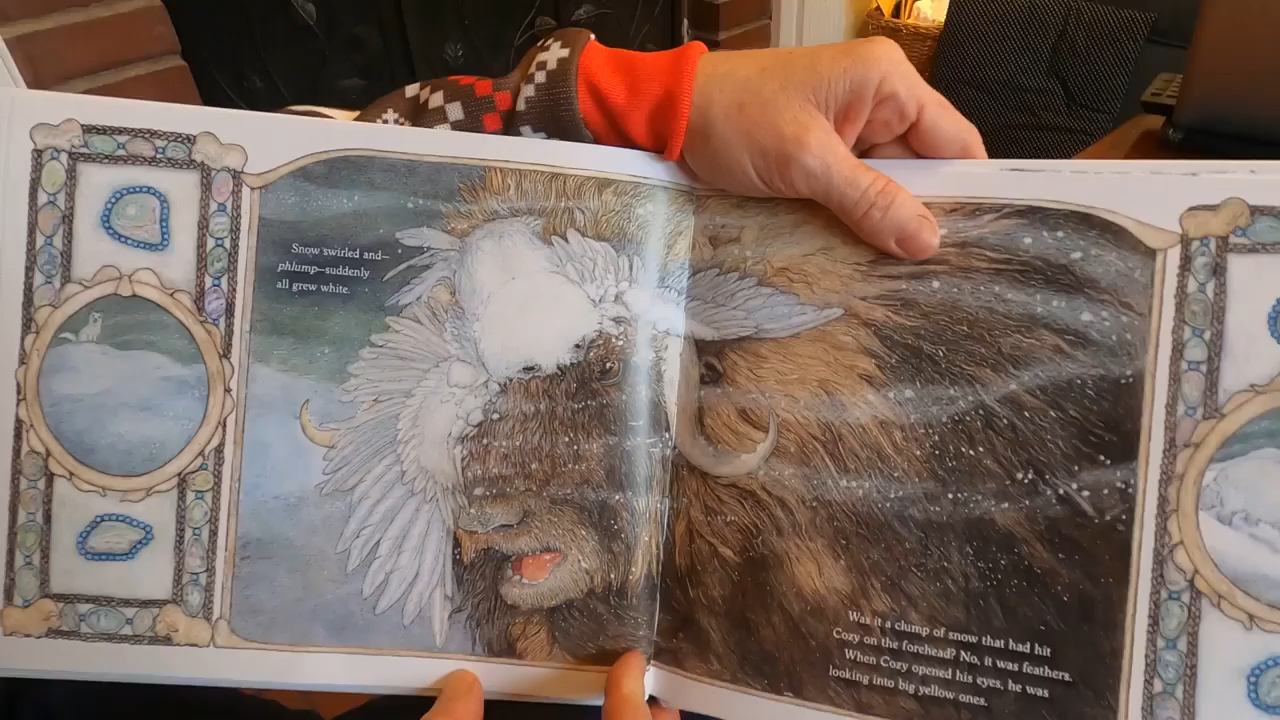 Snow swirled and—
phlump—suddenly
all grew white.
Was it a clump of snow that had hit
Cozy on the forehead? No, it was feathers.
When Cozy opened his eyes, he was
looking into big yellow ones.